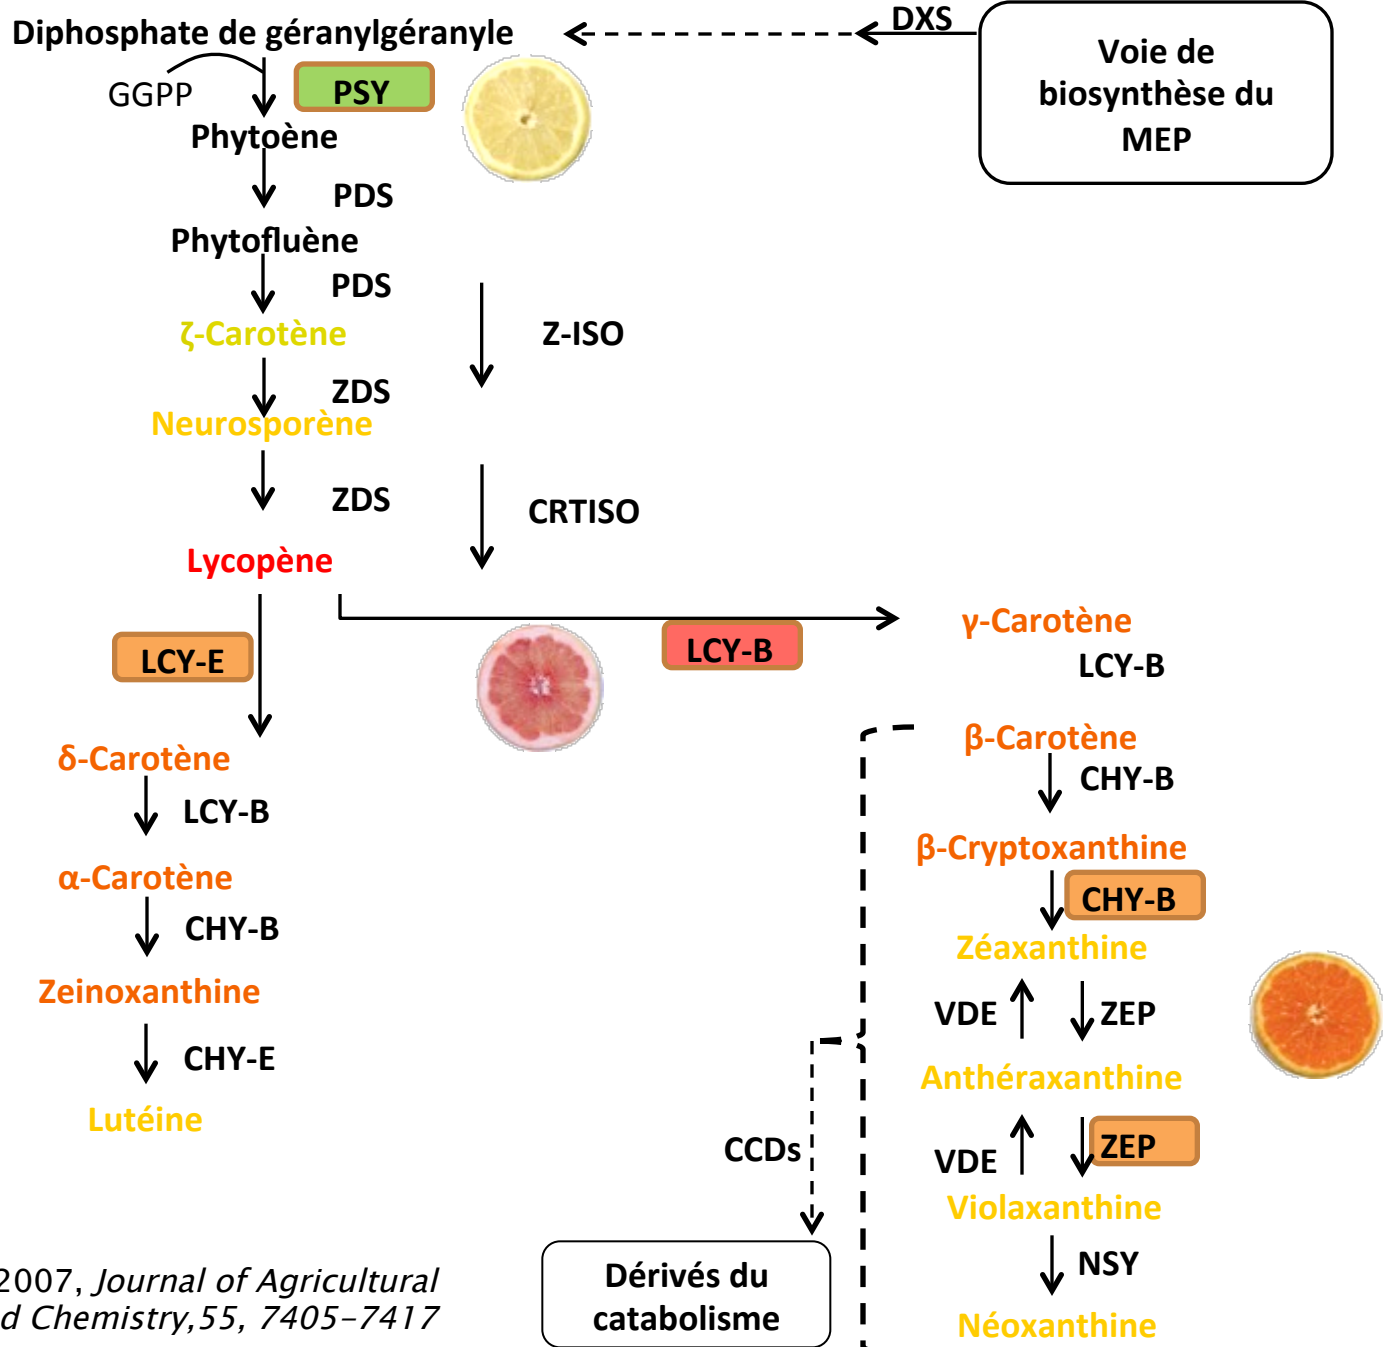 Diphosphate de géranylgéranyle
DXS
Voie de
biosynthèse du
MEP
GGPP
PSY
Phytoène
PDS
Phytofluène
PDS
ζ-Carotène
Z-ISO
ZDS
Neurosporène
ZDS
CRTISO
Lycopène
LCY-E
LCY-B
γ-Carotène
LCY-B
δ-Carotène
LCY-B
α-Carotène
CHY-B
Zeinoxanthine
CHY-E
Lutéine
β-Carotène
CHY-B
β-Cryptoxanthine
CHY-B
Zéaxanthine
VDE
ZEP
Anthéraxanthine
VDE
ZEP
Violaxanthine
NSY
Néoxanthine
CCDs
Dérivés du
catabolisme
2007, Journal of Agricultural
d Chemistry,55, 7405-7417